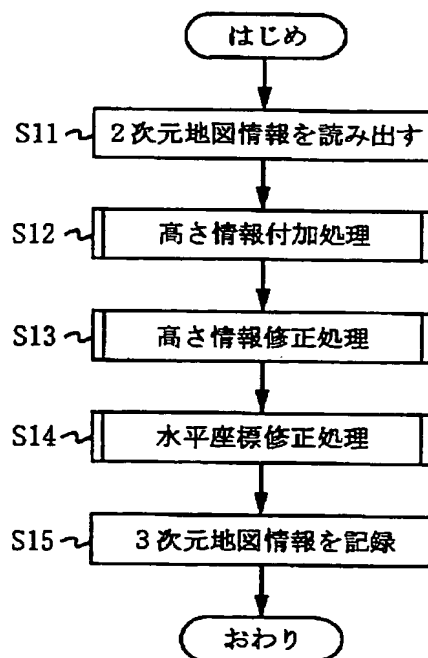 はじめ
S11 2次元地図情報を読み出す
S12 高さ情報付加処理
S13 高さ情報修正処理
S14 水平座標修正処理
S15 3次元地図情報を記録
おわり